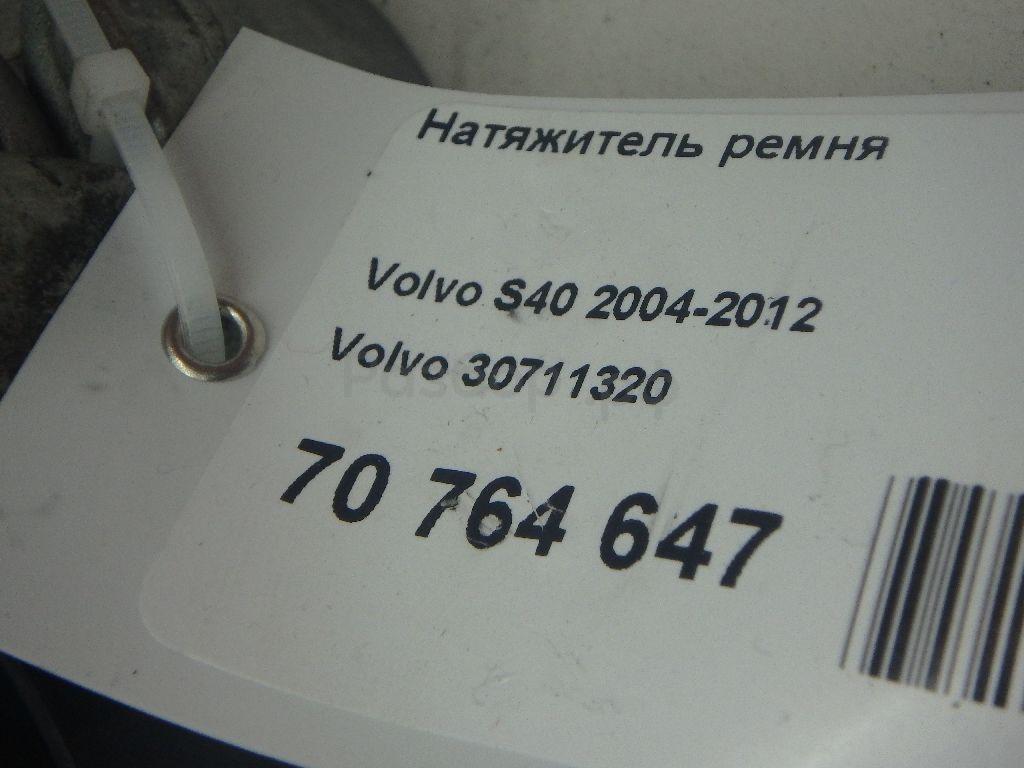 Натяжитель ремня
Volvo S40 2004-2012
Volvo 30711320
70 764 647